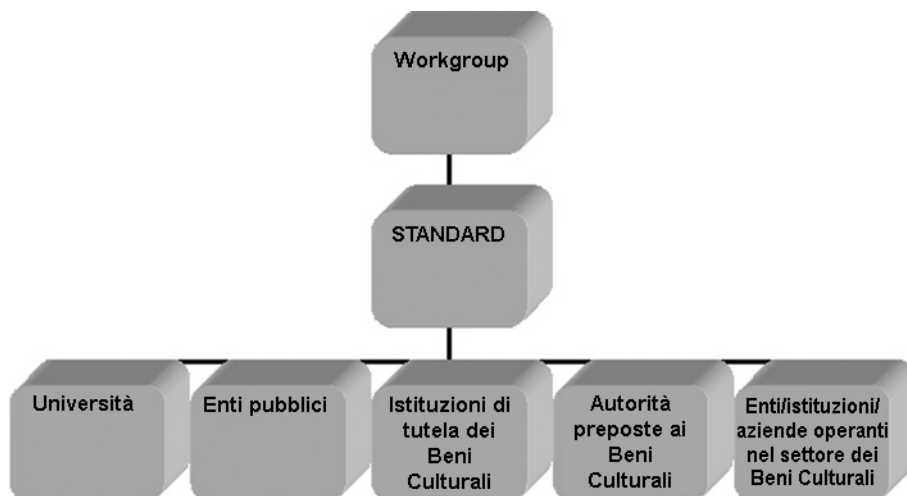 Workgroup
STANDARD
Università
Enti pubblici
Istituzioni di
tutela dei
Beni
Culturali
Autorità
preposte ai
Beni
Culturali
Enti/istituzioni/
aziende operanti
nel settore dei
Beni Culturali